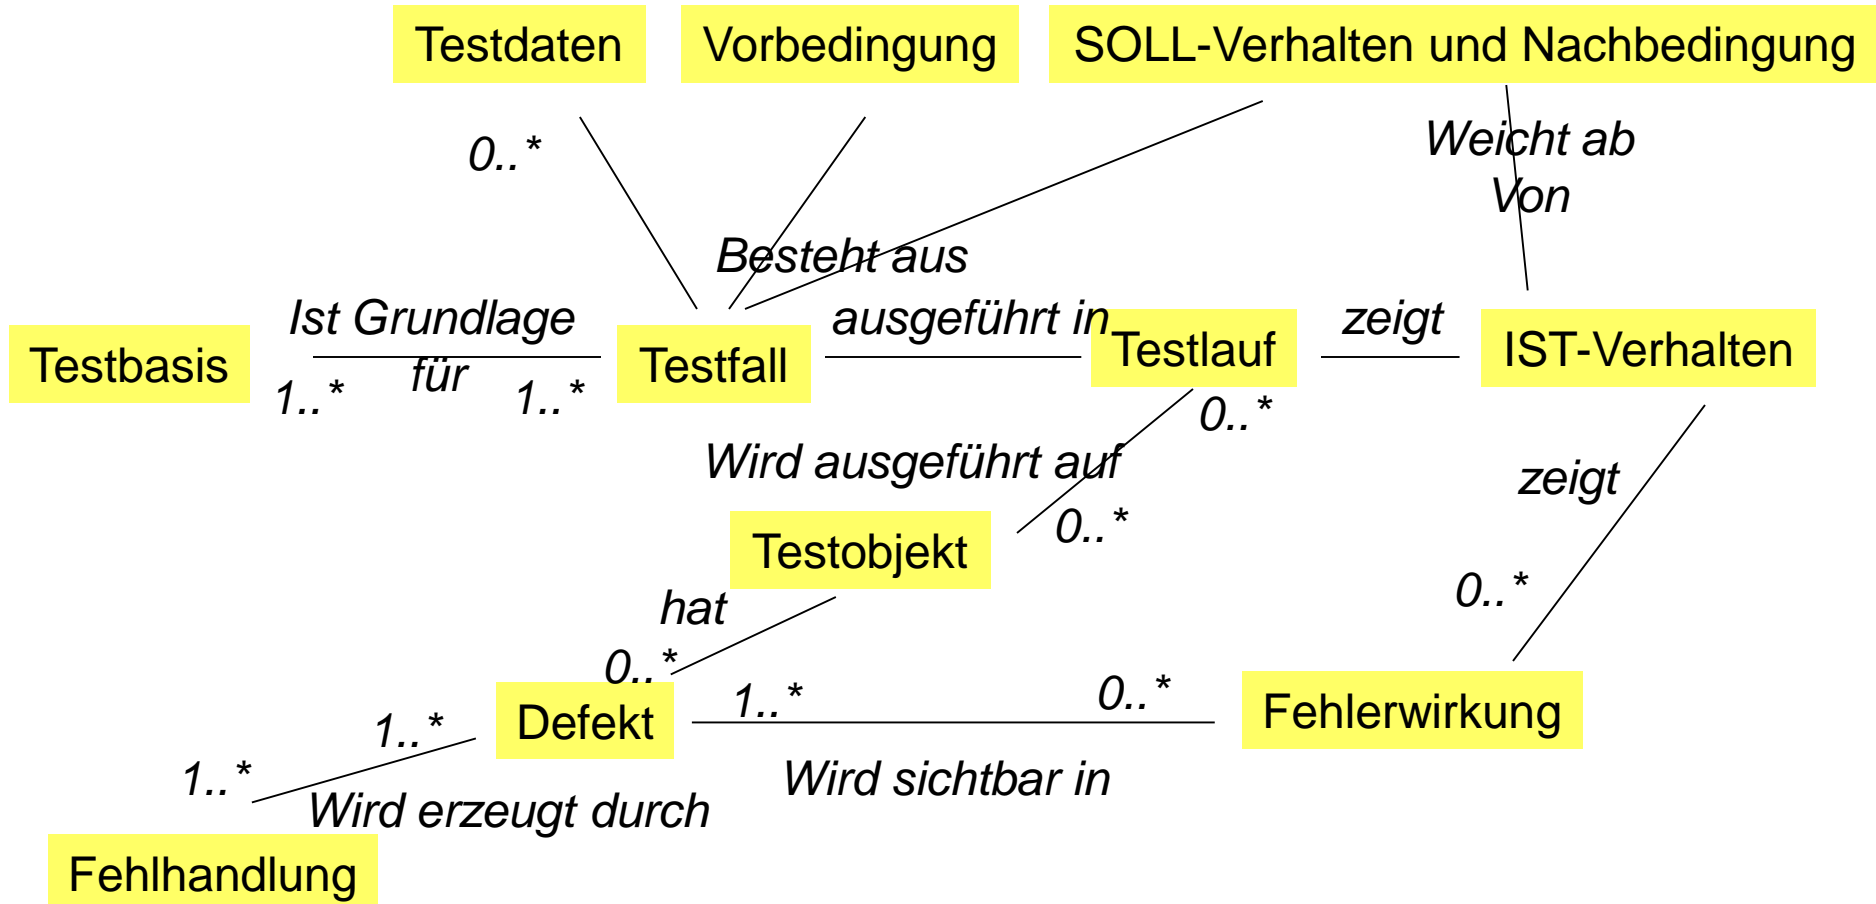 Testdaten
Vorbedingung
SOLL-Verhalten und Nachbedingung
0..*
Weicht ab
Von
Besteht aus
Ist Grundlage
für
ausgeführt in
zeigt
Testbasis
1..*
1..*
Testfall
Testlauf
IST-Verhalten
0..*
Wird ausgeführt auf
zeigt
0..*
Testobjekt
0..*
hat
0..*
Defekt
1..*
0..*
Fehlerwirkung
1..*
1..*
Wird sichtbar in
Wird erzeugt durch
Fehlhandlung